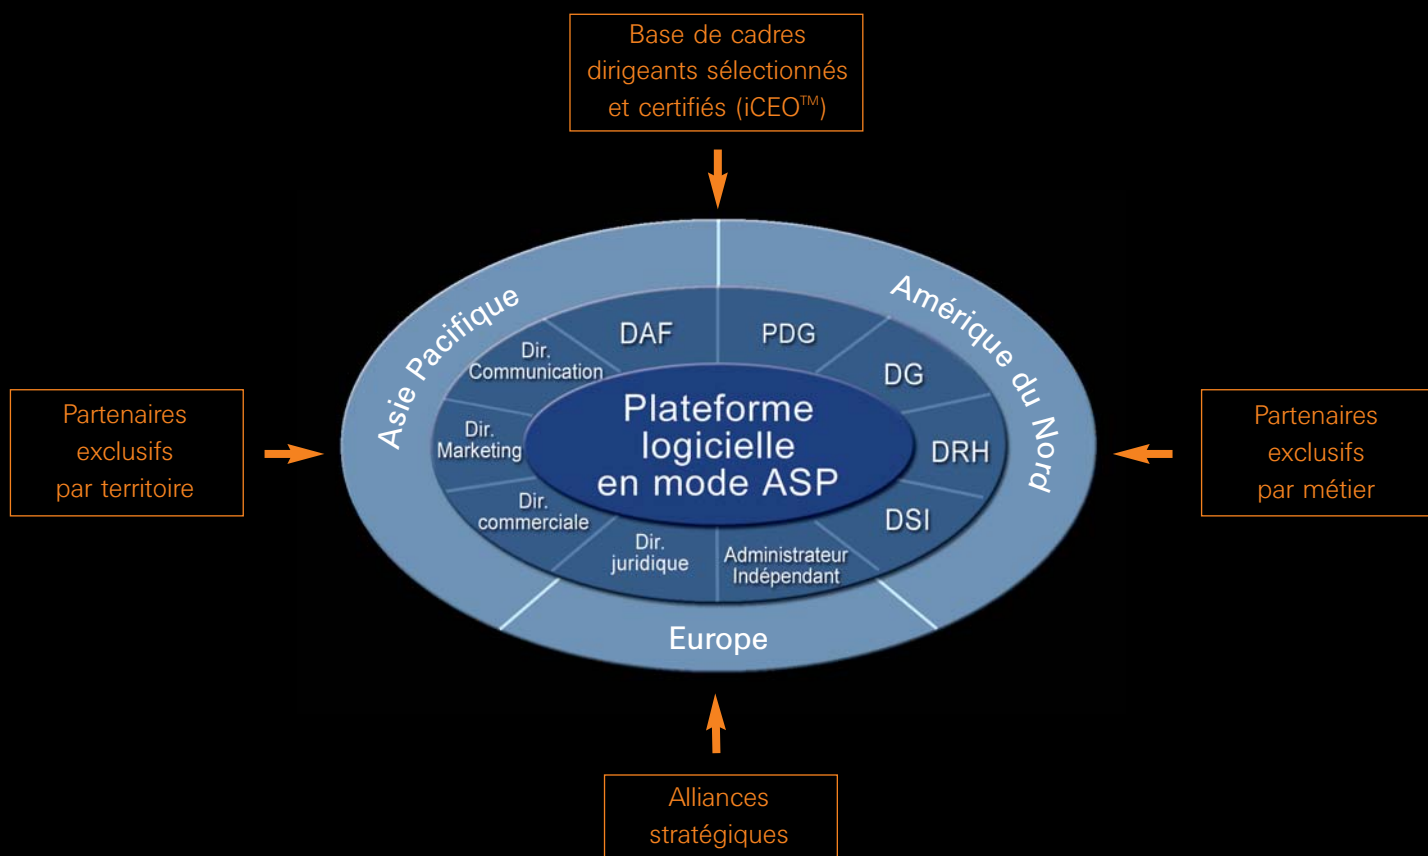 Base de cadres
dirigeants sélectionnés
et certifiés (iCEO™)
Asie Pacifique
Amérique du Nord
DAF
PDG
Dir.
Communication
DG
Partenaires
exclusifs
par territoire
Dir.
Marketing
Plateforme
logicielle
en mode ASP
DRH
Partenaires
exclusifs
par métier
Dir.
commerciale
DSI
Dir.
juridique
Administrateur
Indépendant
Europe
Alliances
stratégiques